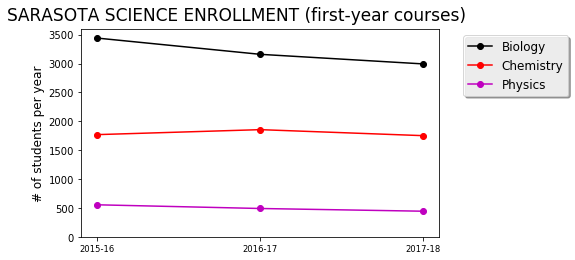 SARASOTA SCIENCE ENROLLMENT (first-year courses)
Biology
Chemistry
Physics
# of students per year
3500
3000
2500
2000
1500
1000
500
0
2015-16
2016-17
2017-18